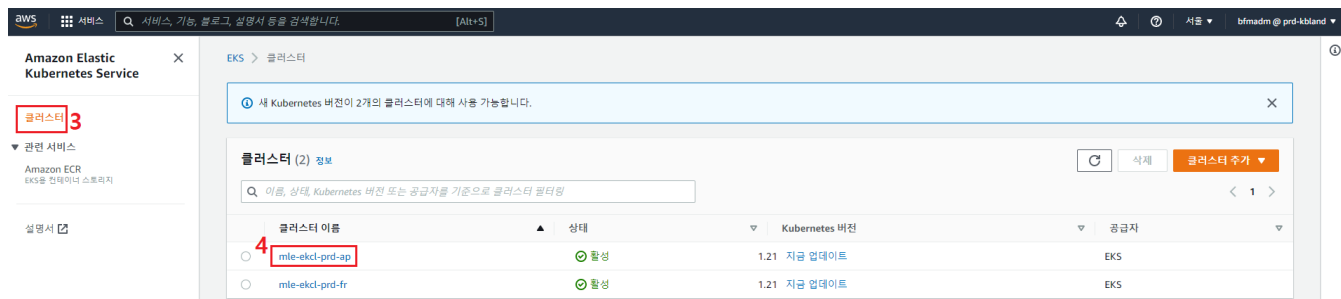 aws
서비스
서비스, 기능, 블로그, 설명서 등을 검색합니다.
[Alt+S]
서울 ▼
bfmadm @ prd-kbland ▼
Amazon Elastic
Kubernetes Service
클러스터 3
▼ 관련 서비스
Amazon ECR
EKS용 컨테이너 스토리지
설명서
EKS > 클러스터
새 Kubernetes 버전이 2개의 클러스터에 대해 사용 가능합니다.
클러스터 (2) 정보
삭제
클러스터 추가 ▼
이름, 상태, Kubernetes 버전 또는 공급자를 기준으로 클러스터 필터링
< 1 >
클러스터 이름 ▲ 상태 ▽ Kubernetes 버전 ▽ 공급자 ▽
4 mle-ekcl-prd-ap 활성 1.21 지금 업데이트 EKS
mle-ekcl-prd-fr 활성 1.21 지금 업데이트 EKS